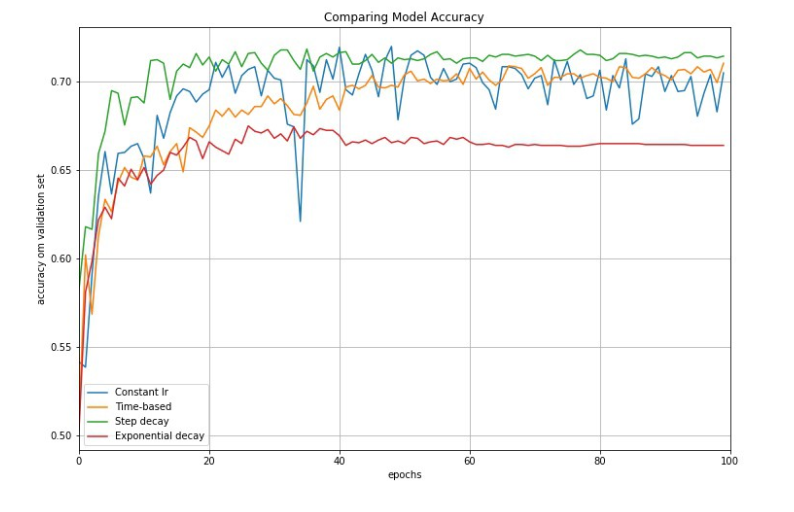 Comparing Model Accuracy
accuracy om validation set
0.70
0.65
0.60
0.55
0.50
Constant lr
Time-based
Step decay
Exponential decay
0 20 40 60 80 100
epochs